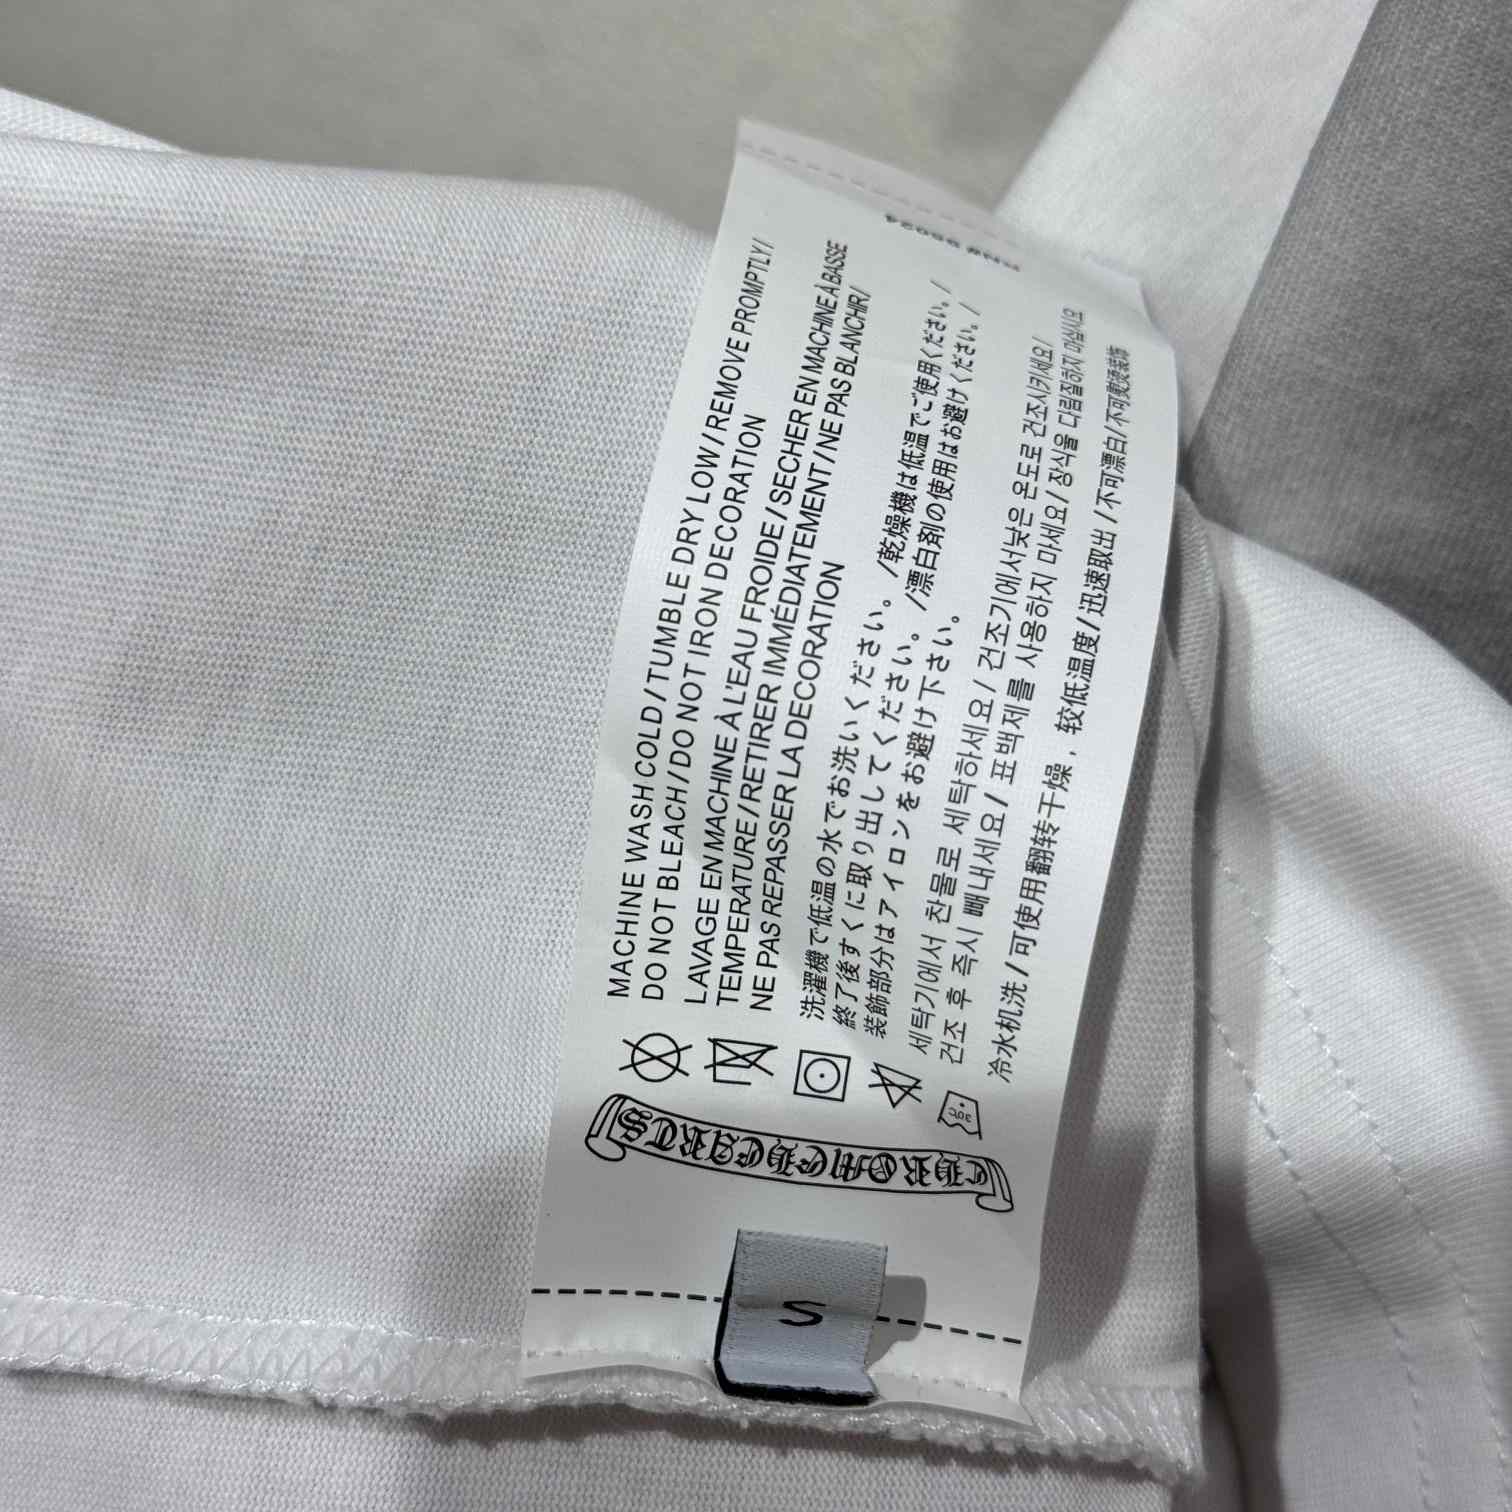 MACHINE WASH COLD / TUMBLE DRY LOW / REMOVE PROMPTLY /
DO NOT BLEACH / DO NOT IRON DECORATION
LAVAGE EN MACHINE À L'EAU FROIDE / SECHER EN MACHINE À BASSE
TEMPERATURE / RETIRER IMMÉDIATEMENT / NE PAS BLANCHIR /
NE PAS REPASSER LA DECORATION
洗濯機で低温の水でお洗いください。 /乾燥機は低温でご使用ください。 /
終了後すぐに取り出してください。 /漂白剤の使用はお避けください。 /
装飾部分はアイロンをお避け下さい。
세탁기에서 찬물로 세탁하세요/ 건조기에서낮은 온도로 건조시키세요/
건조 후 즉시 빼내세요/ 표백제를 사용하지 마세요/ 장식을 다림질하지 마십시오
冷水机洗 / 可使用翻转干燥，较低温度 / 迅速取出 / 不可漂白 / 不可熨烫装饰
CHROME HEARTS
S